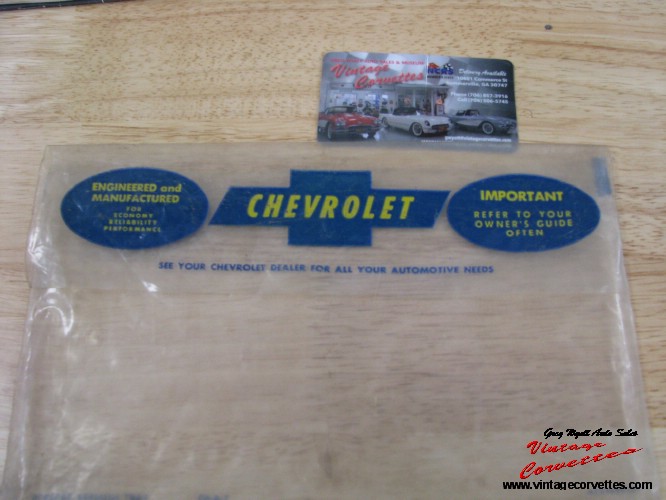 Vintage
Corvettes
Delivery Available
ENGINEERED and
MANUFACTURED
FOR
ECONOMY
RELIABILITY
PERFORMANCE
CHEVROLET
IMPORTANT
REFER TO YOUR
OWNER'S GUIDE
OFTEN
SEE YOUR CHEVROLET DEALER FOR ALL YOUR AUTOMOTIVE NEEDS
Greg Wyatt Auto Sales
Vintage
Corvettes
www.vintagecorvettes.com